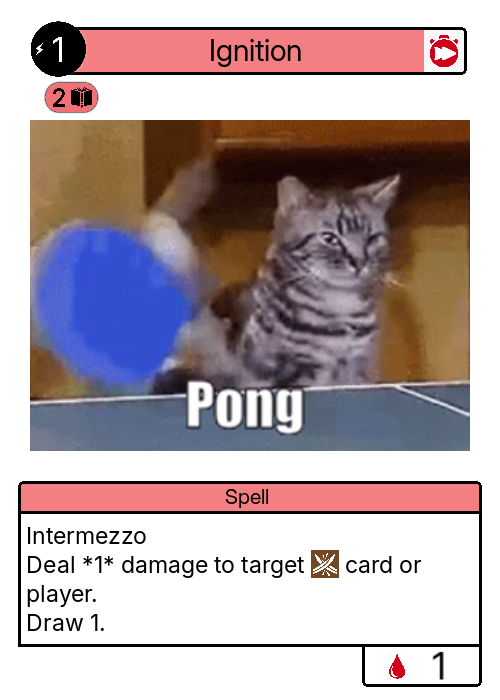 1
Ignition
2
Pong
Spell
Intermezzo
Deal *1* damage to target card or
player.
Draw 1.
1